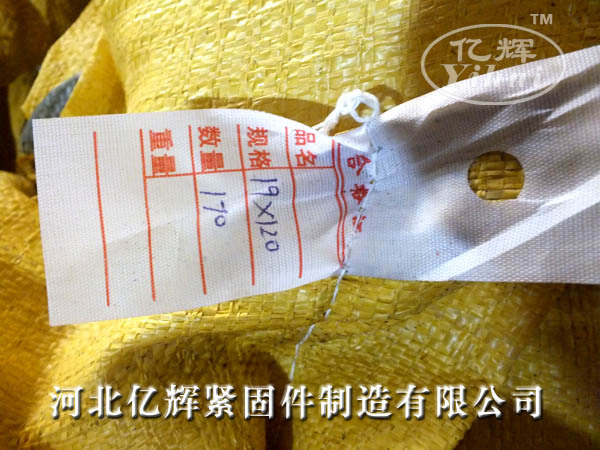 亿辉
Yihui
TM
合格证
品名
规格 19×120
数量 170
重量
河北亿辉紧固件制造有限公司